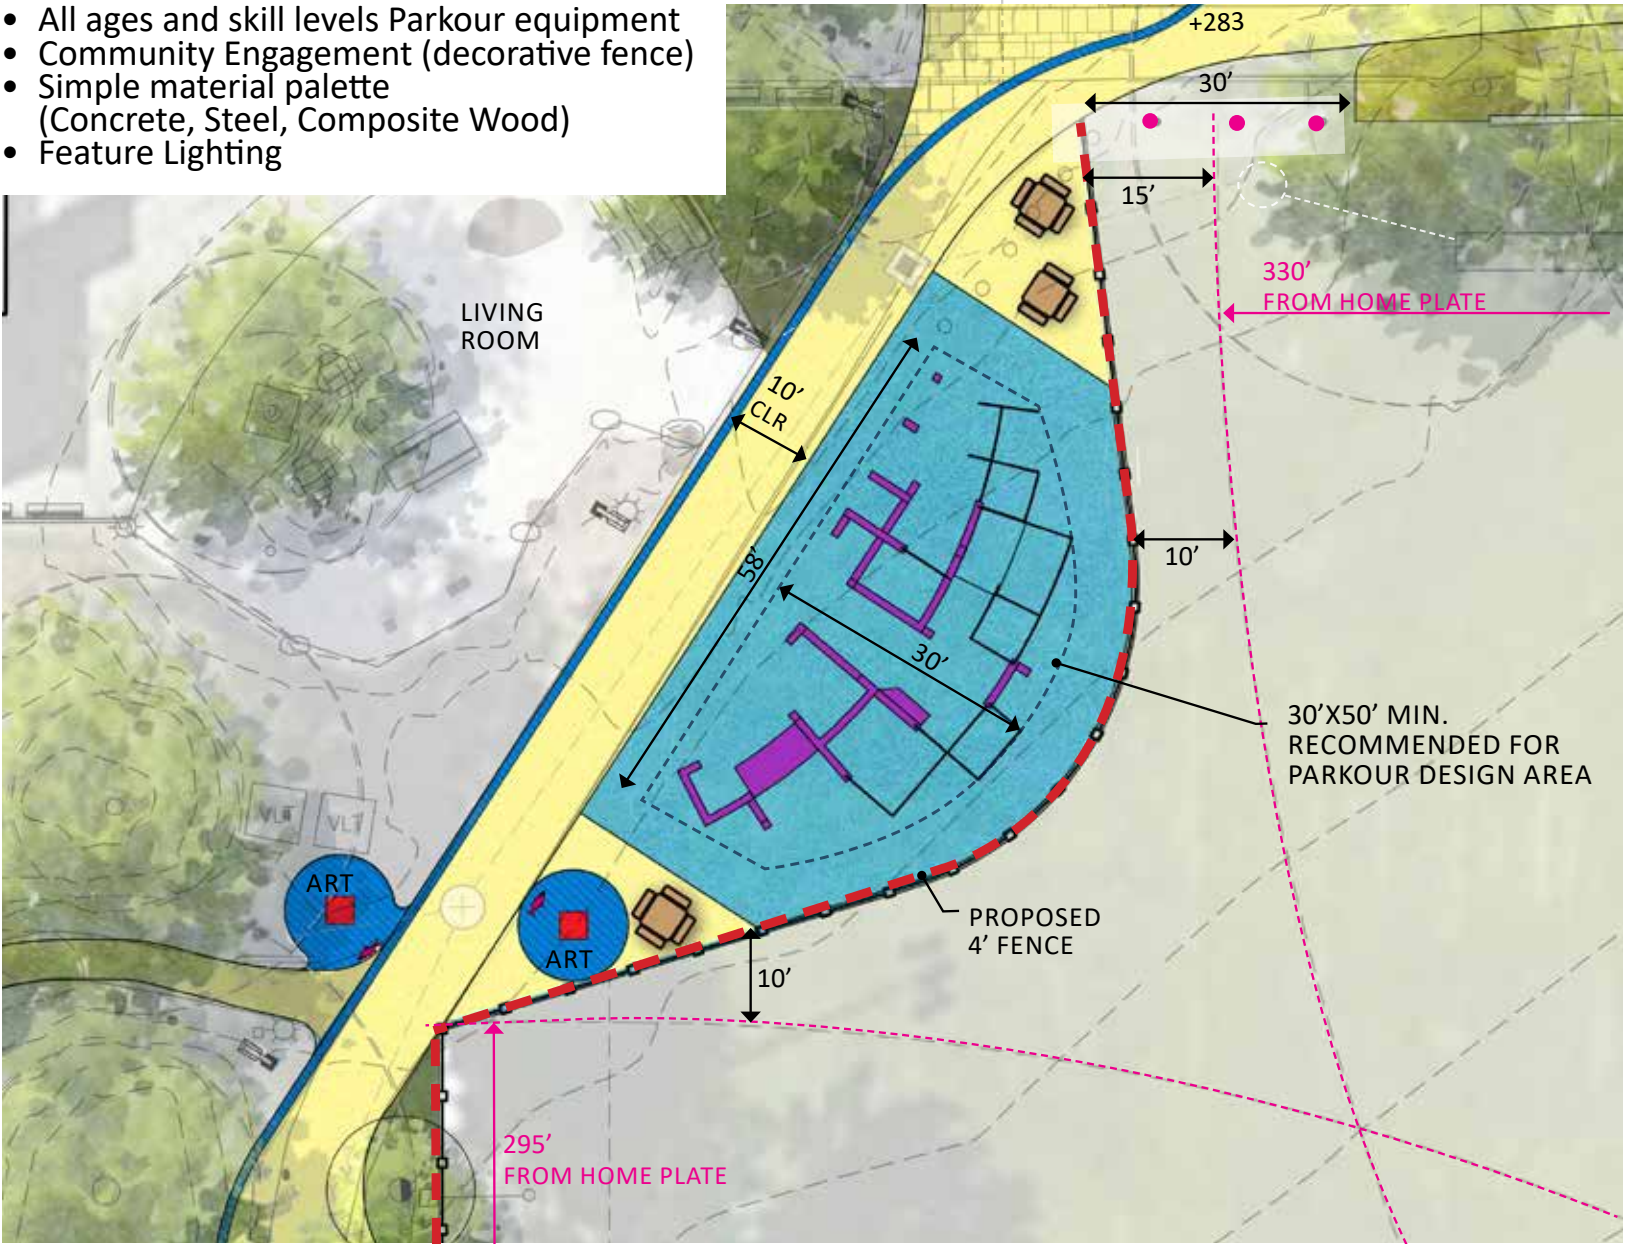 • All ages and skill levels Parkour equipment
• Community Engagement (decorative fence)
• Simple material palette
(Concrete, Steel, Composite Wood)
• Feature Lighting
+283
30’
15’
330’
FROM HOME PLATE
LIVING
ROOM
10’
CLR
58’
10’
30’
30’X50’ MIN.
RECOMMENDED FOR
PARKOUR DESIGN AREA
VLT
VLT
ART
ART
PROPOSED
4’ FENCE
10’
295’
FROM HOME PLATE